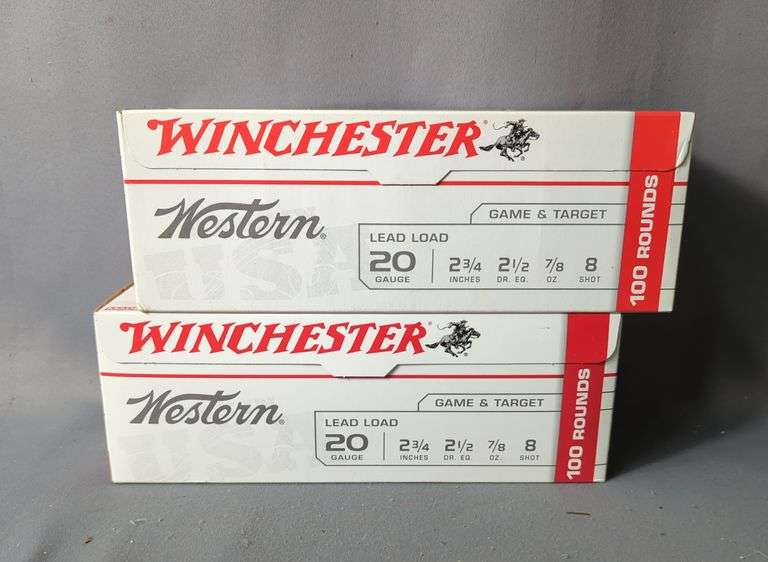 WINCHESTER®
Western®
USA
GAME & TARGET
LEAD LOAD
20 2 3/4 2 1/2 7/8 8
GAUGE INCHES DR. EQ. OZ SHOT
100 ROUNDS
WINCHESTER®
Western®
USA
GAME & TARGET
LEAD LOAD
20 2 3/4 2 1/2 7/8 8
GAUGE INCHES DR. EQ. OZ. SHOT
100 ROUNDS